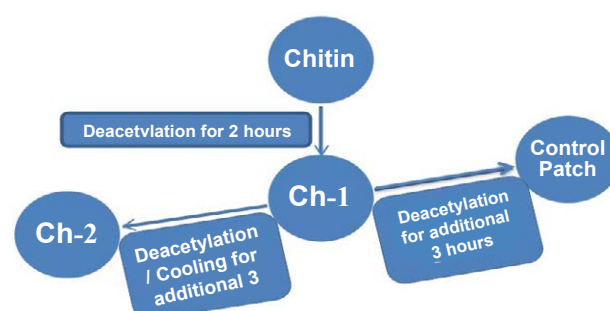 Chitin
Deacetvlation for 2 hours
Control
Patch
Ch-1
Ch-2
Deacetylation
/ Cooling for
additional 3
Deacetylation
for additional
3 hours